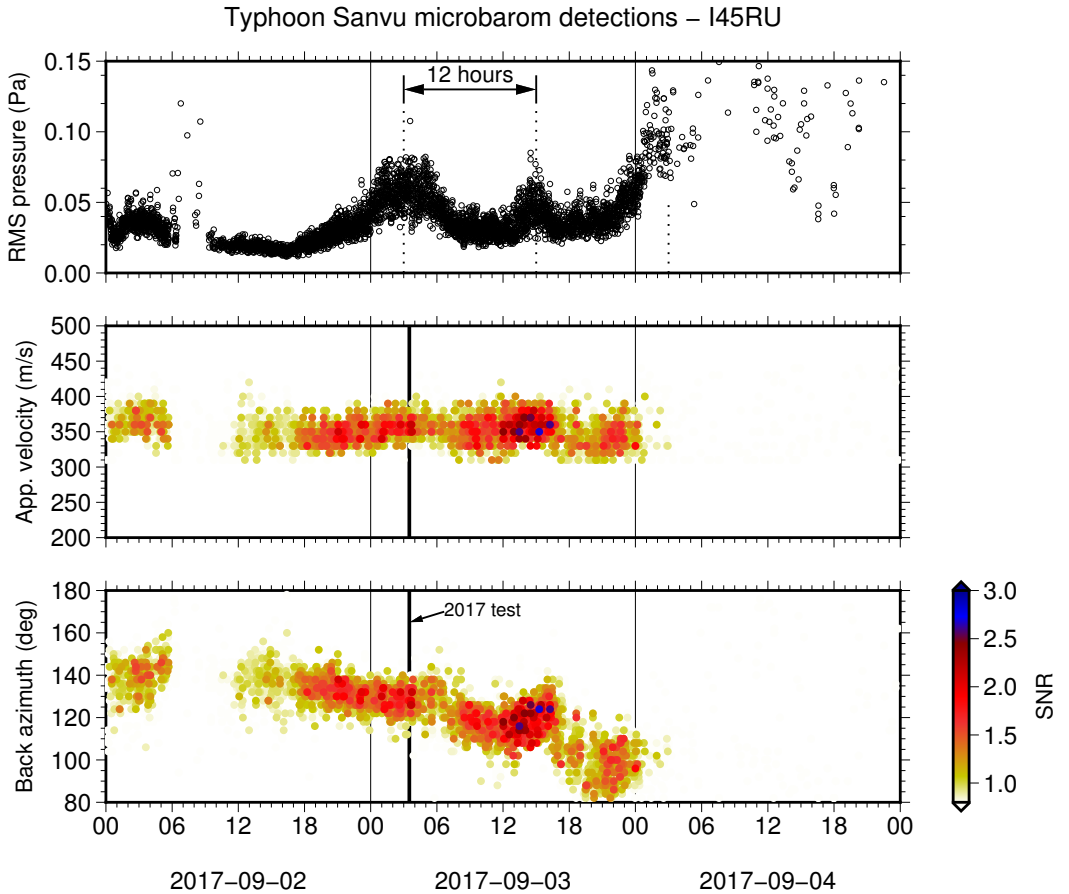 Typhoon Sanvu microbarom detections − I45RU
RMS pressure (Pa)
0.15
0.10
0.05
0.00
12 hours
App. velocity (m/s)
500
450
400
350
300
250
200
Back azimuth (deg)
180
160
140
120
100
80
2017 test
00 06 12 18 00 06 12 18 00 06 12 18 00
2017−09−02 2017−09−03 2017−09−04
3.0
2.5
2.0
1.5
1.0
SNR